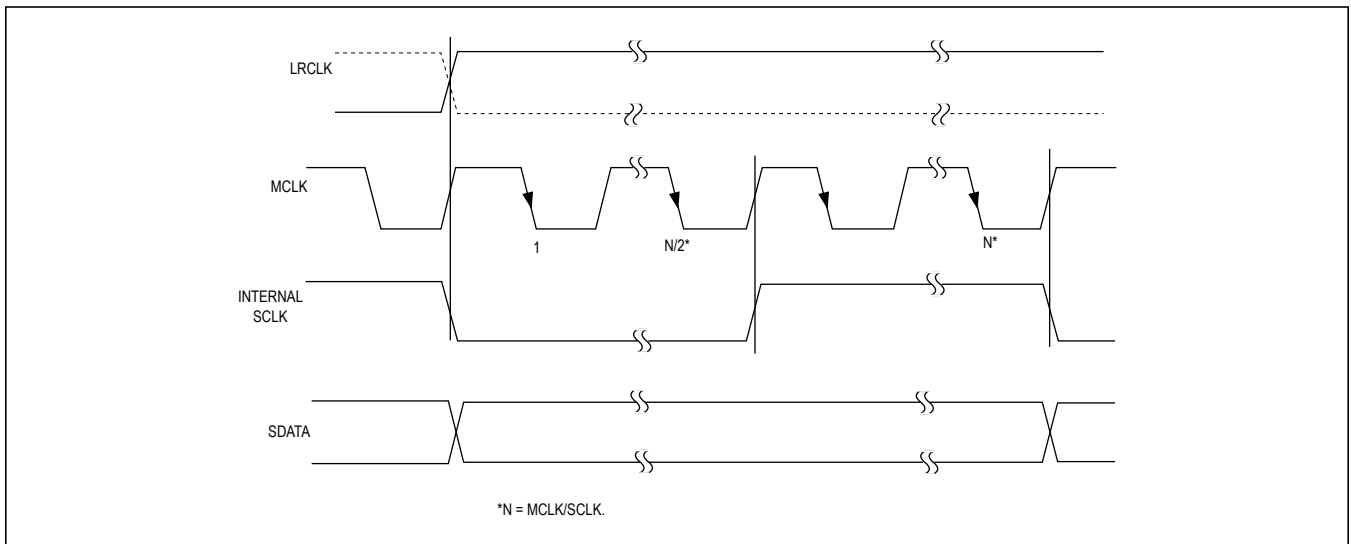 LRCLK
MCLK
1
N/2*
N*
INTERNAL
SCLK
SDATA
*N = MCLK/SCLK.